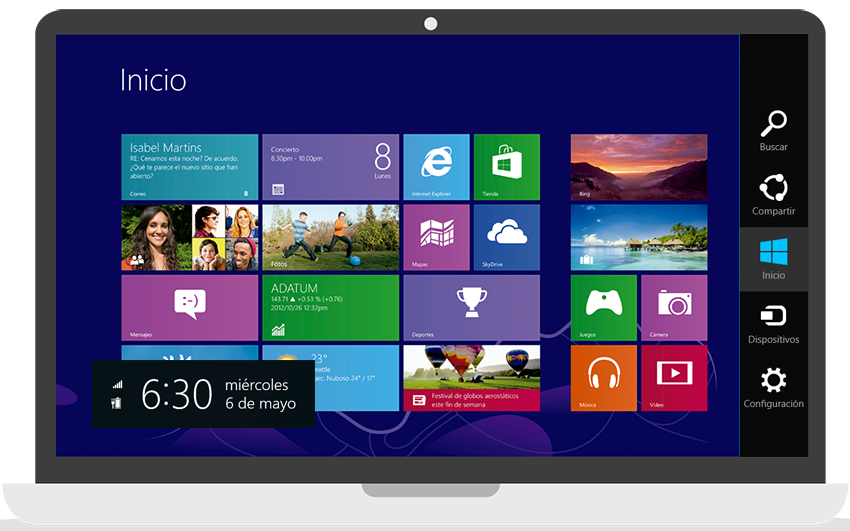 Inicio
Isabel Martins
RE: Cenamos esta noche? De acuerdo.
¿Qué te parece el nuevo sitio que han
abierto?
Correo
8
Concierto
8.30pm - 10.00pm
8
Lunes
Internet Explorer
Tienda
Bing
Fotos
Mapas
SkyDrive
Mensajes
ADATUM
143.71 ▲ +0.53 % (+0.76)
2012/10/26 12:32pm
Deportes
Juegos
Cámara
23°
Seattle
Parc. Nuboso 24° / 17°
Festival de globos aerostáticos
este fin de semana
Música
Vídeo
6:30
miércoles
6 de mayo
Buscar
Compartir
Inicio
Dispositivos
Configuración